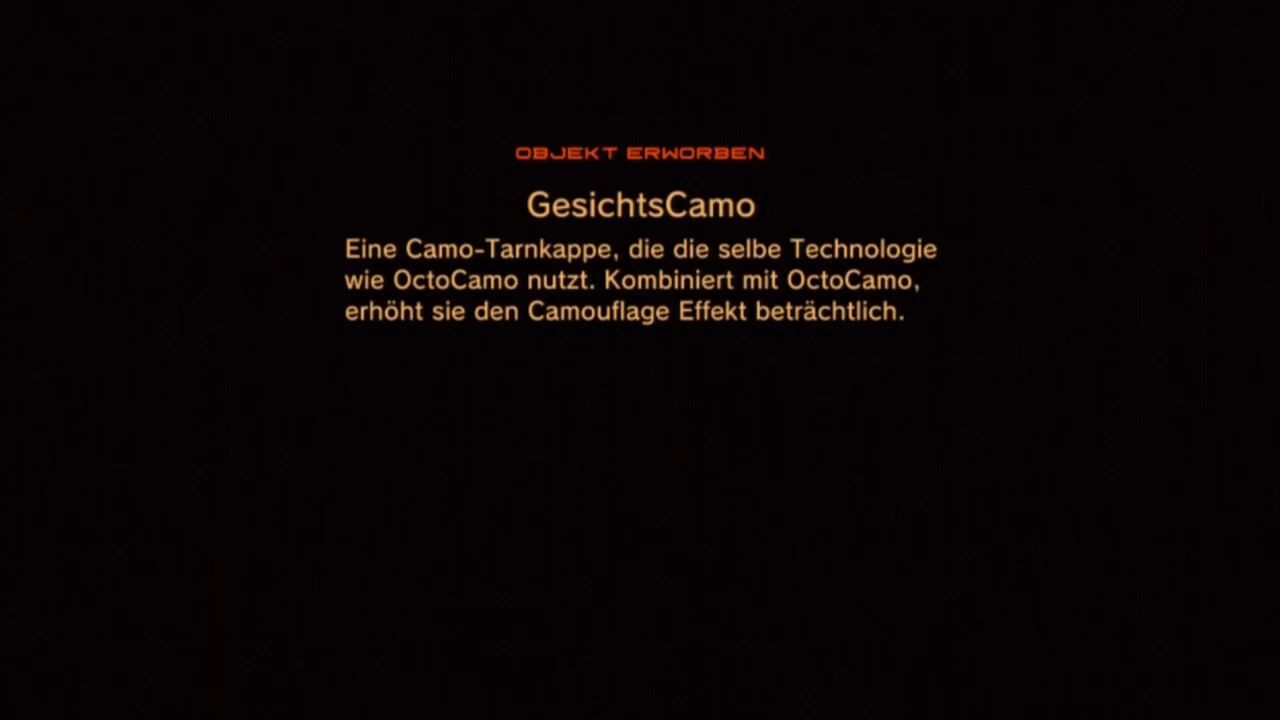 OBJEKT ERWORBEN
GesichtsCamo
Eine Camo-Tarnkappe, die die selbe Technologie
wie OctoCamo nutzt. Kombiniert mit OctoCamo,
erhöht sie den Camouflage Effekt beträchtlich.